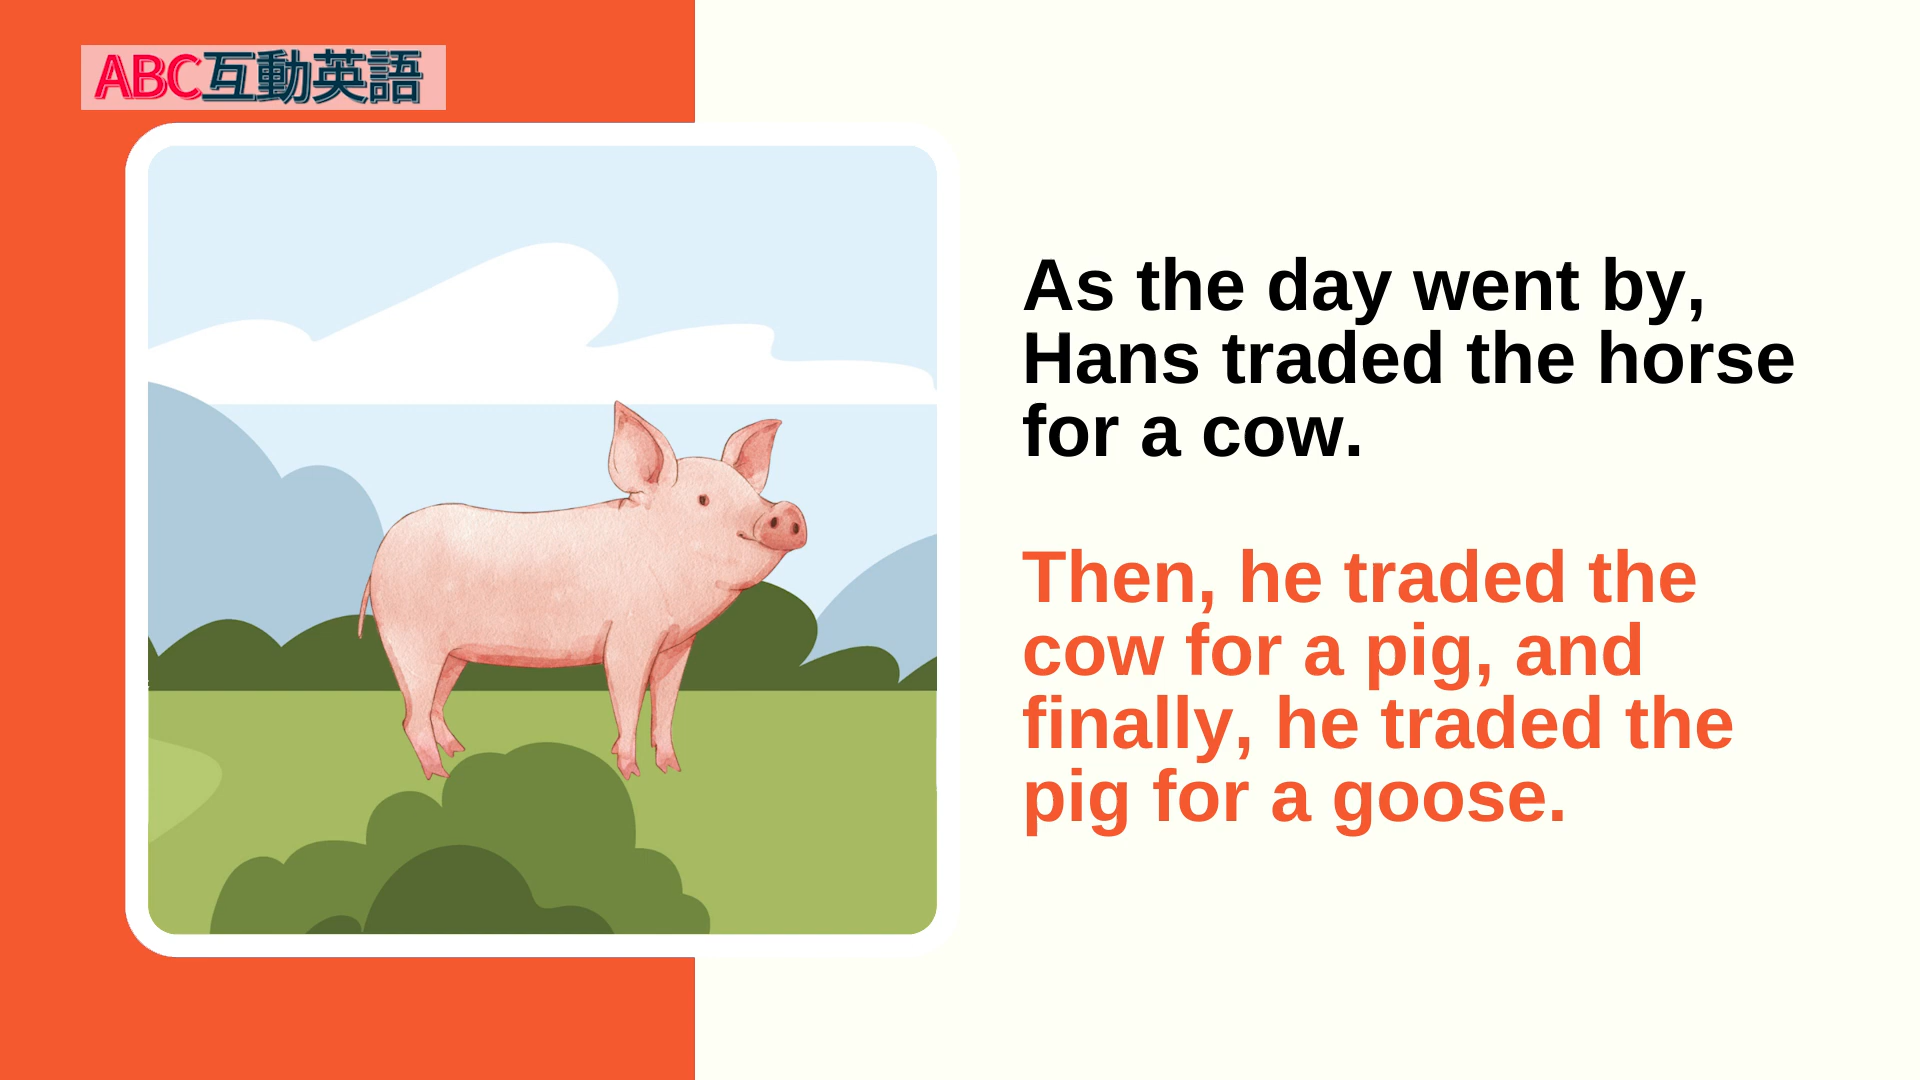 ABC互動英語
As the day went by,
Hans traded the horse
for a cow.
Then, he traded the
cow for a pig, and
finally, he traded the
pig for a goose.